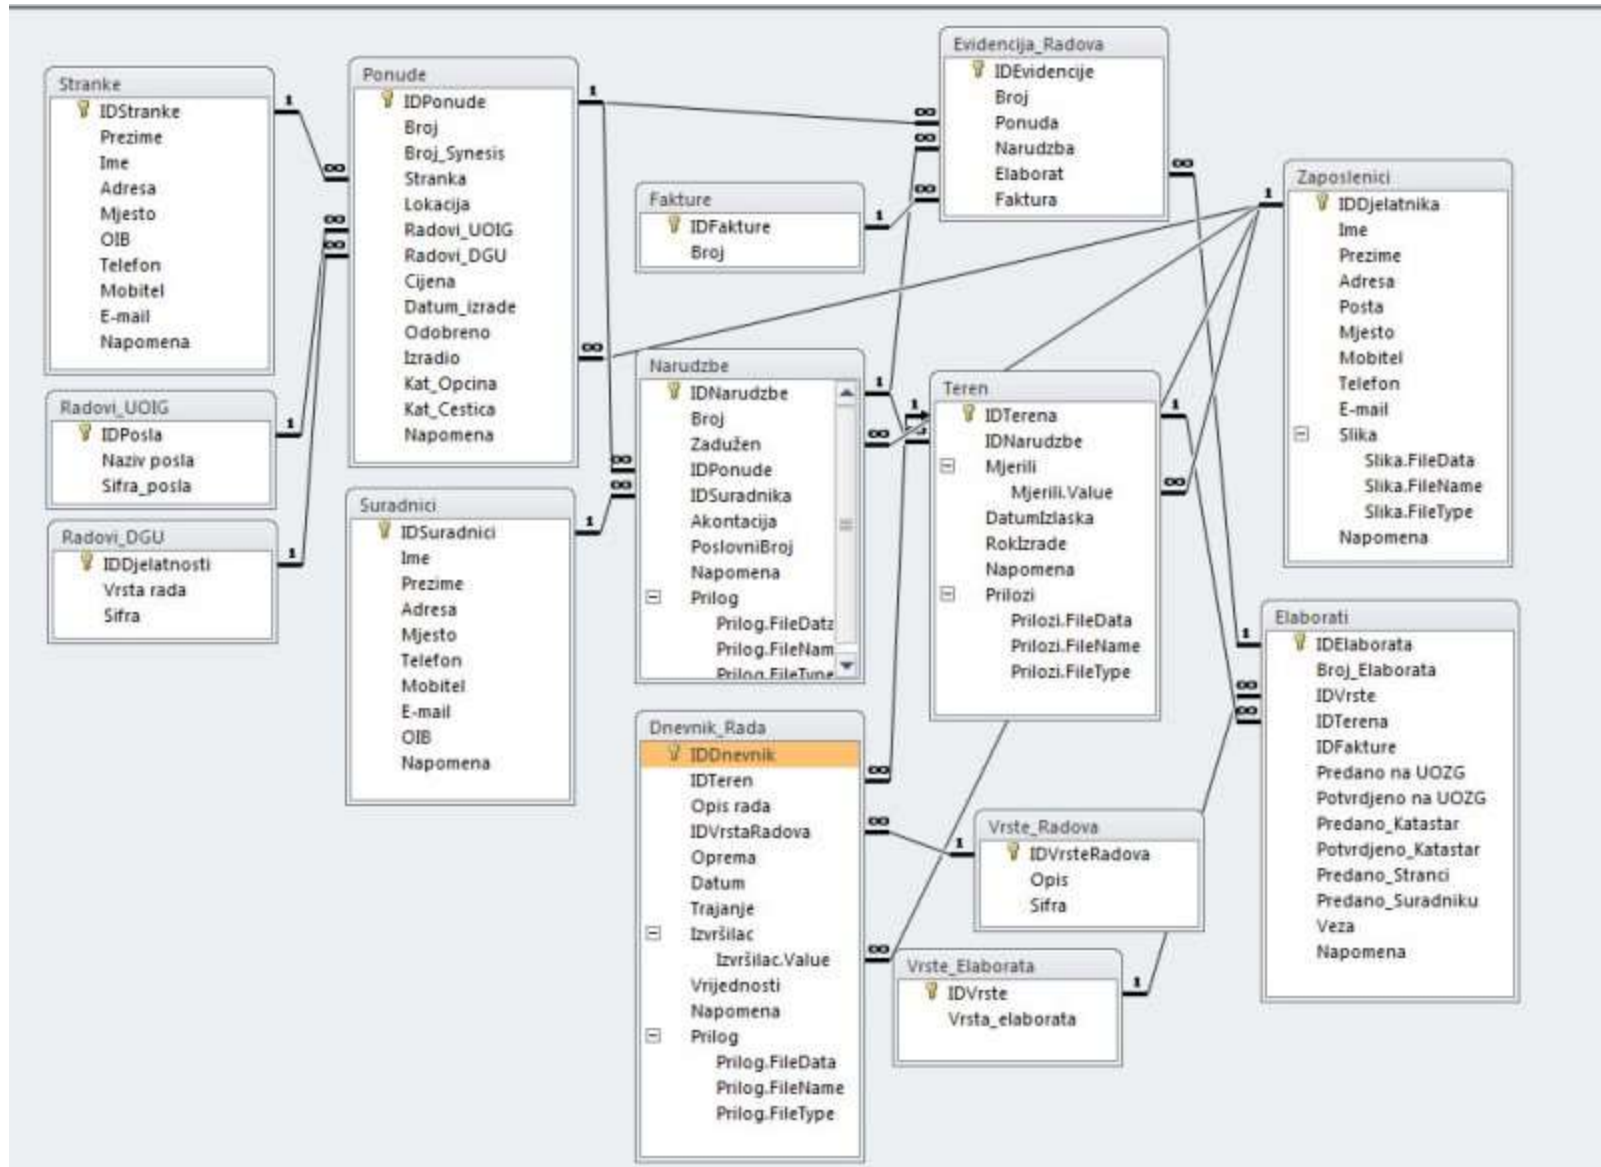 Stranke
IDStranke
Prezime
Ime
Adresa
Mjesto
OIB
Telefon
Mobitel
E-mail
Napomena
Radovi_UOIG
IDPosla
Naziv posla
Sifra_posla
Radovi_DGU
IDDjelatnosti
Vrsta rada
Sifra
Ponude
IDPonude
Broj
Broj_Synesis
Stranka
Lokacija
Radovi_UOIG
Radovi_DGU
Cijena
Datum_izrade
Odobreno
Izradio
Kat_Opcina
Kat_Cestica
Napomena
Suradnici
IDSuradnici
Ime
Prezime
Adresa
Mjesto
Telefon
Mobitel
E-mail
OIB
Napomena
Fakture
IDFakture
Broj
Narudzbe
IDNarudzbe
Broj
Zadužen
IDPonude
IDSuradnika
Akontacija
PoslovniBroj
Napomena
Prilog
Prilog.FileData
Prilog.FileNam
Prilog.FileType
Dnevnik_Rada
IDDnevnik
IDTeren
Opis rada
IDVrstaRadova
Oprema
Datum
Trajanje
Izvršilac
Izvršilac.Value
Vrijednosti
Napomena
Prilog
Prilog.FileData
Prilog.FileName
Prilog.FileType
Evidencija_Radova
IDEvidencije
Broj
Ponuda
Narudzba
Elaborat
Faktura
Teren
IDTerena
IDNarudzbe
Mjerili
Mjerili.Value
DatumIzlaska
RokIzrade
Napomena
Prilozi
Prilozi.FileData
Prilozi.FileName
Prilozi.FileType
Vrste_Radova
IDVrsteRadova
Opis
Sifra
Vrste_Elaborata
IDVrste
Vrsta_elaborata
Zaposlenici
IDDjelatnika
Ime
Prezime
Adresa
Posta
Mjesto
Mobitel
Telefon
E-mail
Slika
Slika.FileData
Slika.FileName
Slika.FileType
Napomena
Elaborati
IDElaborata
Broj_Elaborata
IDVrste
IDTerena
IDFakture
Predano na UOZG
Potvrdjeno na UOZG
Predano_Katastar
Potvrdjeno_Katastar
Predano_Stranci
Predano_Suradniku
Veza
Napomena